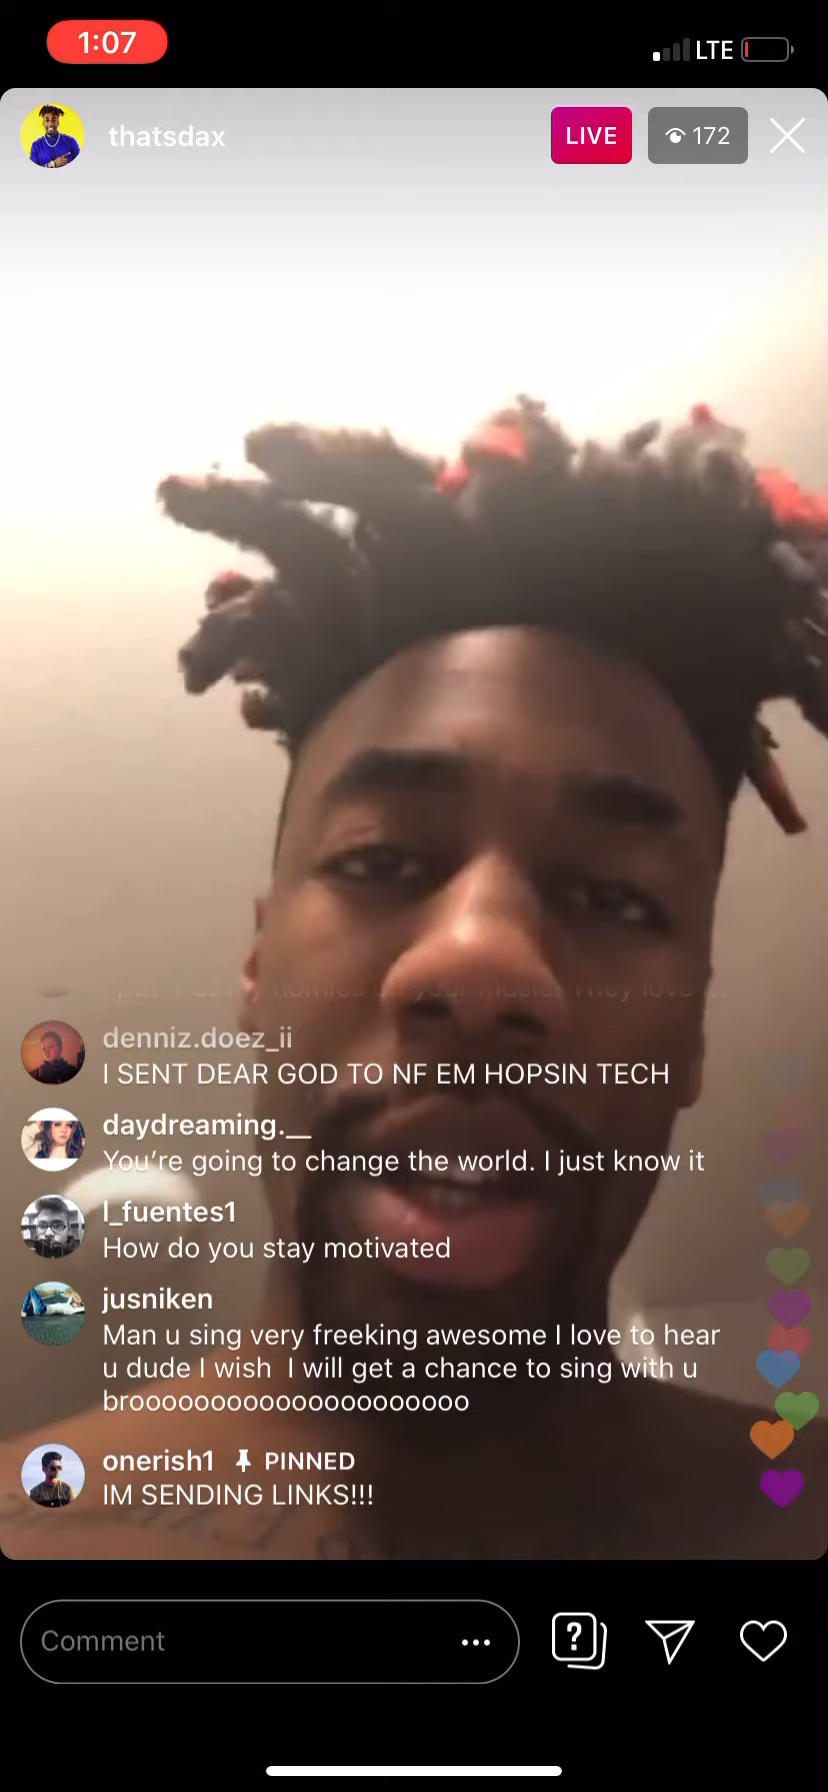 1:07
LTE
thatsdax
LIVE
172
denniz.doez_ii
I SENT DEAR GOD TO NF EM HOPSIN TECH
daydreaming.__
You're going to change the world. I just know it
l_fuentes1
How do you stay motivated
jusniken
Man u sing very freeking awesome I love to hear
u dude I wish  I will get a chance to sing with u
brooooooooooooooooooooo
onerish1 PINNED
IM SENDING LINKS!!!
Comment